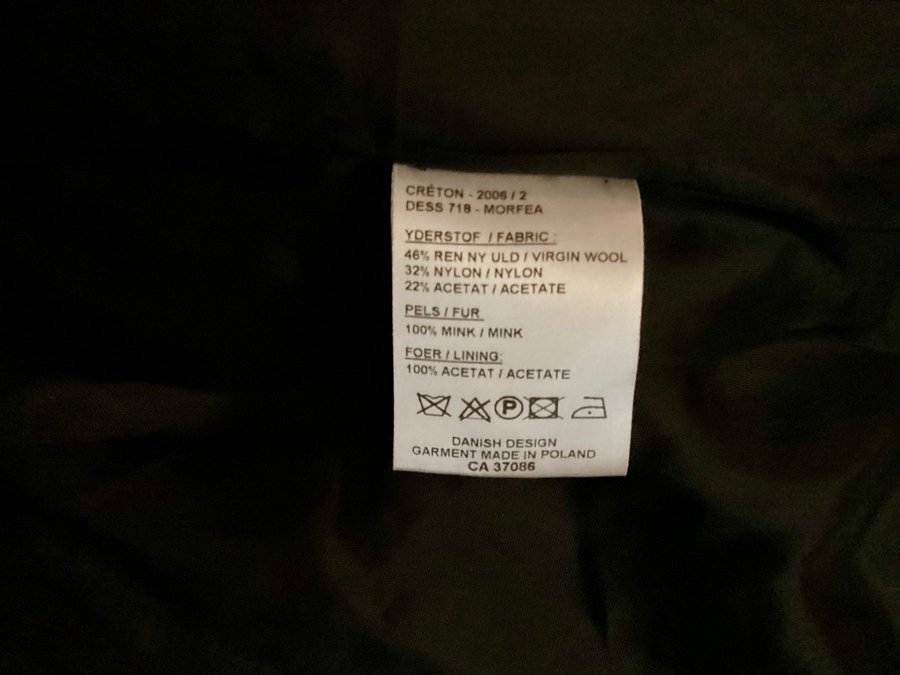 CRÉTON - 2006 / 2
DESS 718 - MORFEA
YDERSTOF / FABRIC :
46% REN NY ULD / VIRGIN WOOL
32% NYLON / NYLON
22% ACETAT / ACETATE
PELS / FUR
100% MINK / MINK
FOER / LINING:
100% ACETAT / ACETATE
P
DANISH DESIGN
GARMENT MADE IN POLAND
CA 37086